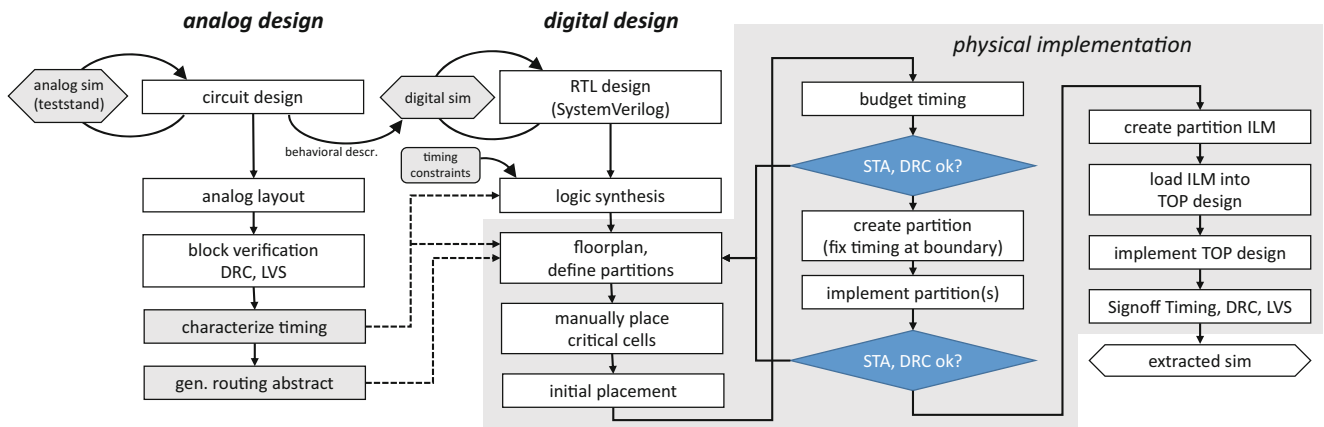 analog design
analog sim
(teststand)
circuit design
behavioral descr.
analog layout
block verification
DRC, LVS
characterize timing
gen. routing abstract
digital design
digital sim
RTL design
(SystemVerilog)
timing
constraints
logic synthesis
floorplan,
define partitions
manually place
critical cells
initial placement
physical implementation
budget timing
STA, DRC ok?
create partition
(fix timing at boundary)
implement partition(s)
STA, DRC ok?
create partition ILM
load ILM into
TOP design
implement TOP design
Signoff Timing, DRC, LVS
extracted sim